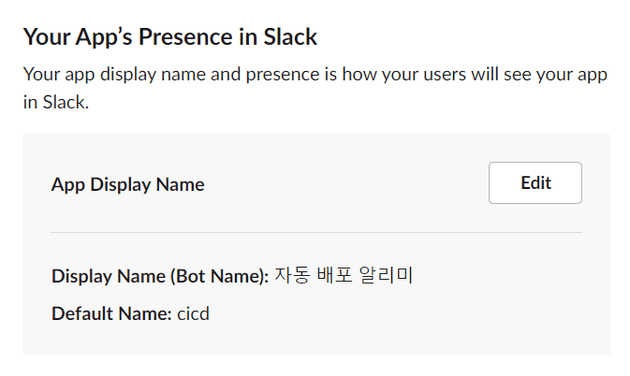 Your App’s Presence in Slack
Your app display name and presence is how your users will see your app
in Slack.
App Display Name
Edit
Display Name (Bot Name): 자동 배포 알리미
Default Name: cicd